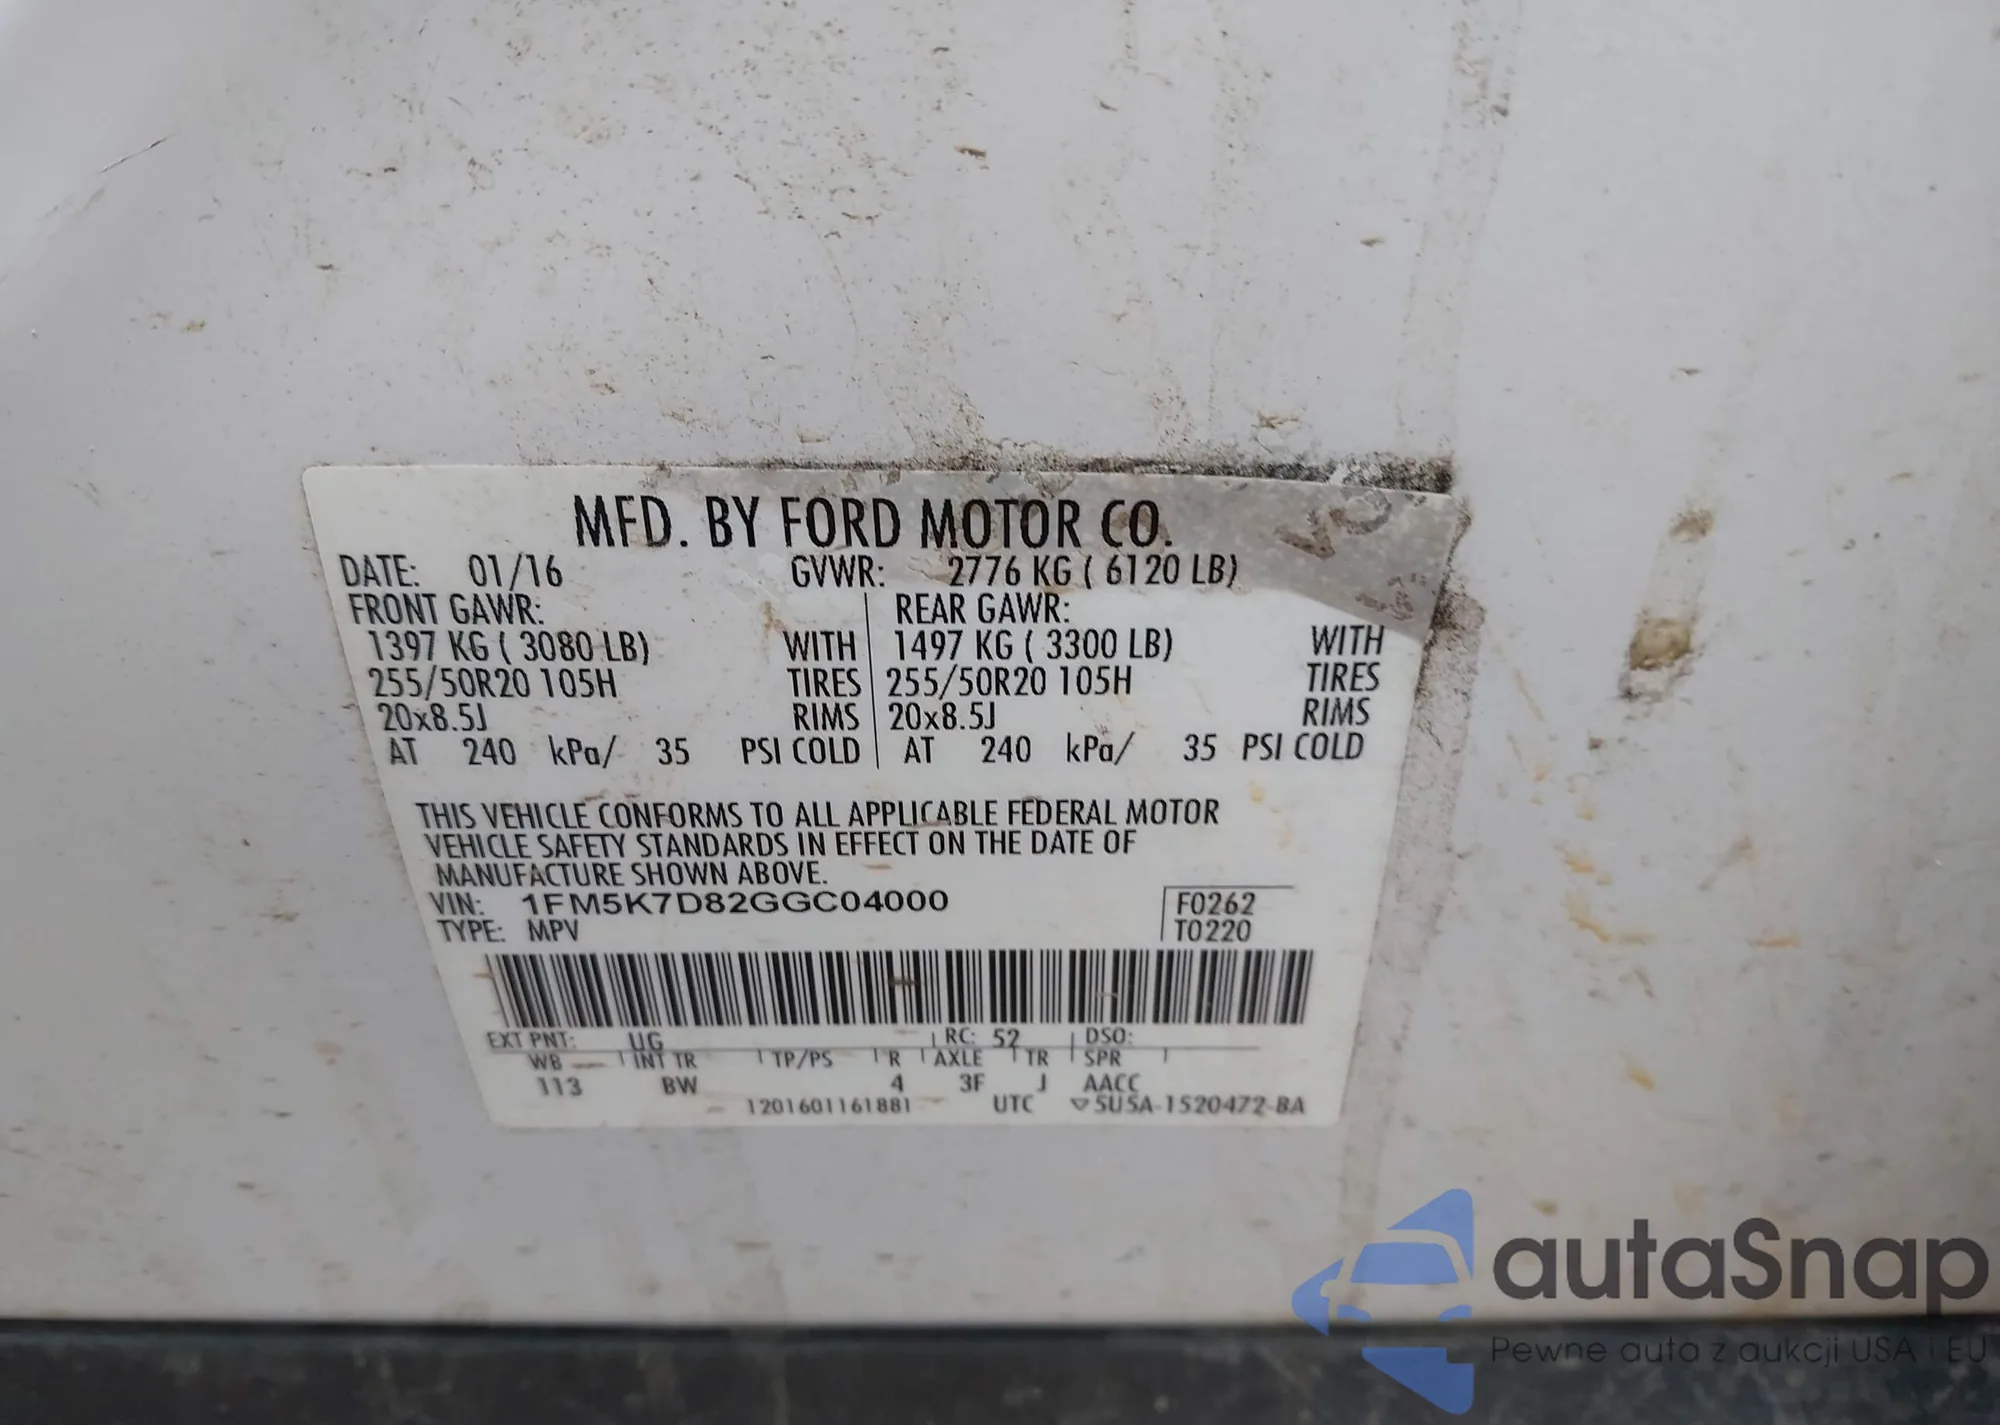 MFD. BY FORD MOTOR CO.
DATE: 01/16 GVWR: 2776 KG ( 6120 LB)
FRONT GAWR: REAR GAWR:
1397 KG ( 3080 LB) WITH 1497 KG ( 3300 LB) WITH
255/50R20 105H TIRES 255/50R20 105H TIRES
20x8.5J RIMS 20x8.5J RIMS
AT 240 kPa/ 35 PSI COLD AT 240 kPa/ 35 PSI COLD
THIS VEHICLE CONFORMS TO ALL APPLICABLE FEDERAL MOTOR
VEHICLE SAFETY STANDARDS IN EFFECT ON THE DATE OF
MANUFACTURE SHOWN ABOVE.
VIN: 1FM5K7D82GGC04000 F0262
TYPE: MPV T0220
EXT PNT: UG RC: 52 DSO:
WB INT TR TP/PS R AXLE TR SPR
113 BW 4 3F J AACC
1201601161881 UTC ▽5U5A-1520472-BA
autaSnap
Pewne auta z aukcji USA i EU